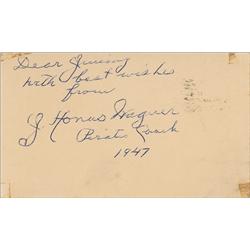 Dear Jimmy
with best wishes
from
J. Honus Wagner
Pirate Coach
1947